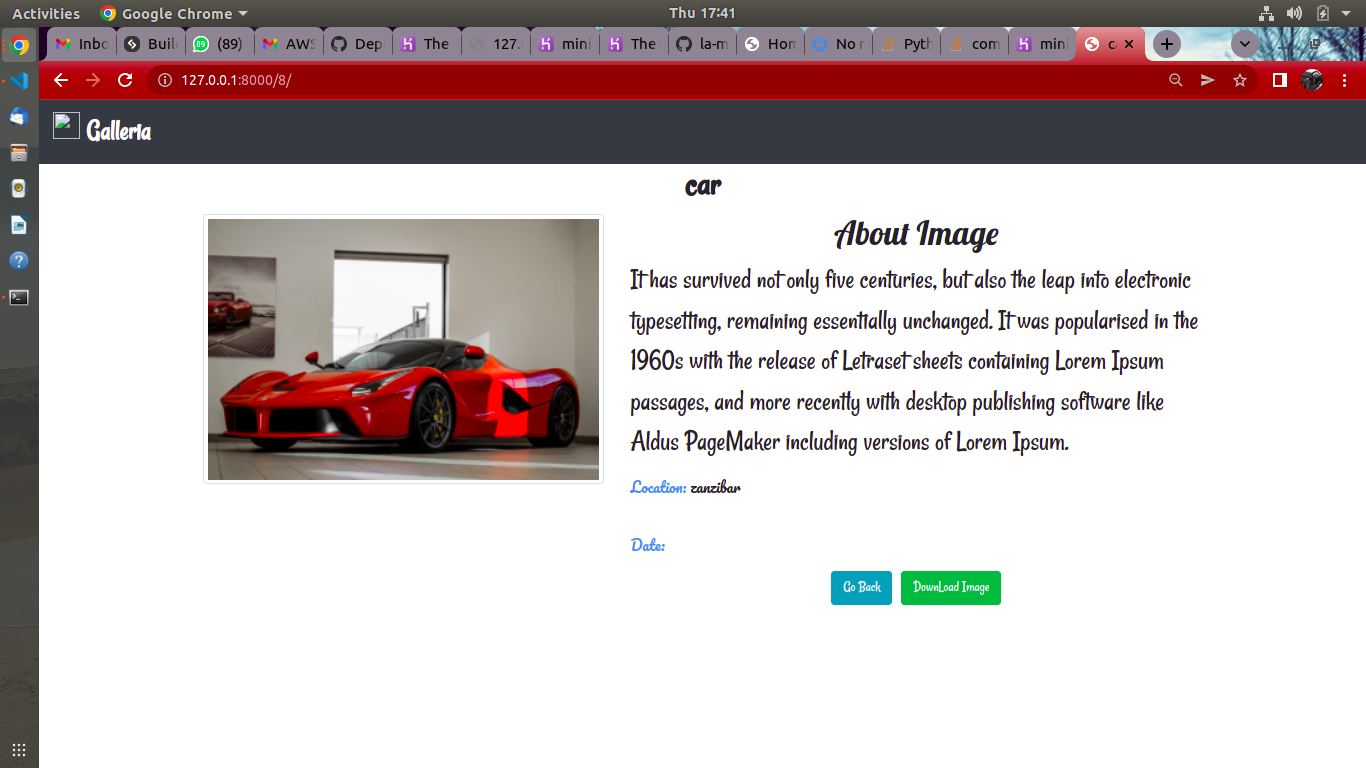 Activities Google Chrome Thu 17:41
Inbo Buil (89) AWS Dep The 127. mini The la-m Hon No r Pyth com mini ca
127.0.0.1:8000/8/
Galleria
car
About Image
It has survived not only five centuries, but also the leap into electronic
typesetting, remaining essentially unchanged. It was popularised in the
1960s with the release of Letraset sheets containing Lorem Ipsum
passages, and more recently with desktop publishing software like
Aldus PageMaker including versions of Lorem Ipsum.
Location: zanzibar
Date:
Go Back DownLoad Image